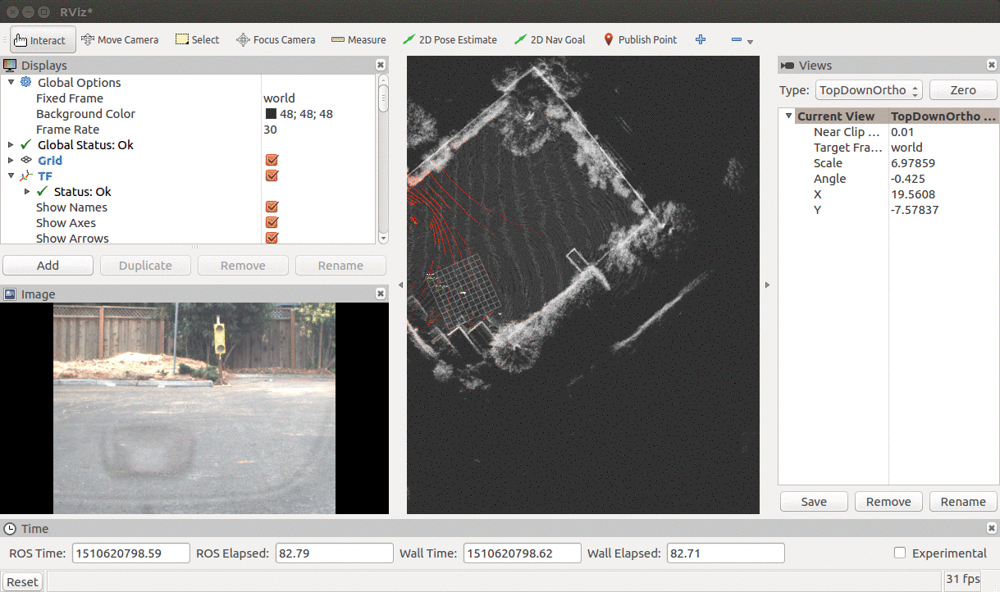 RViz*
Interact Move Camera Select Focus Camera Measure 2D Pose Estimate 2D Nav Goal Publish Point
Displays
Global Options
Fixed Frame world
Background Color 48; 48; 48
Frame Rate 30
Global Status: Ok
Grid
TF
Status: Ok
Show Names
Show Axes
Show Arrows
Add Duplicate Remove Rename
Image
Views
Type: TopDownOrtho Zero
Current View TopDownOrtho ...
Near Clip ... 0.01
Target Fra... world
Scale 6.97859
Angle -0.425
X 19.5608
Y -7.57837
Save Remove Rename
Time
ROS Time: 1510620798.59 ROS Elapsed: 82.79 Wall Time: 1510620798.62 Wall Elapsed: 82.71 Experimental
Reset 31 fps